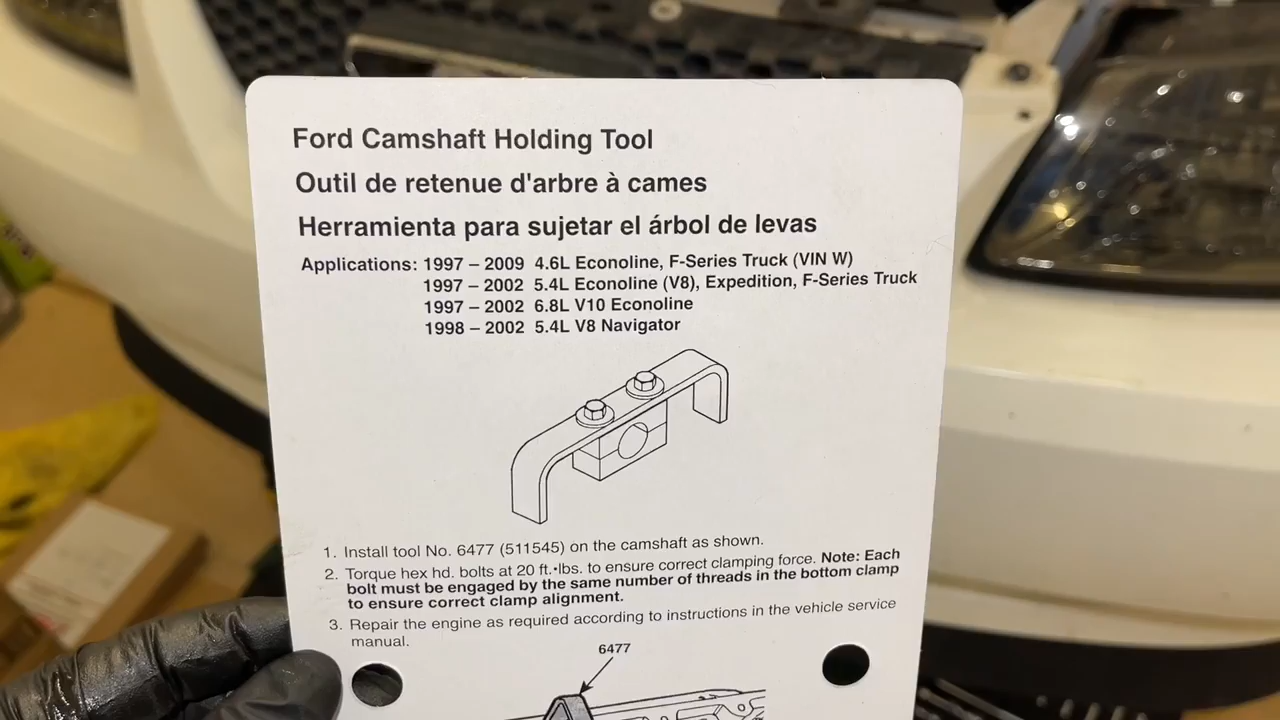 Ford Camshaft Holding Tool
Outil de retenue d'arbre à cames
Herramienta para sujetar el árbol de levas
Applications: 1997 – 2009 4.6L Econoline, F-Series Truck (VIN W)
1997 – 2002 5.4L Econoline (V8), Expedition, F-Series Truck
1997 – 2002 6.8L V10 Econoline
1998 – 2002 5.4L V8 Navigator
1. Install tool No. 6477 (511545) on the camshaft as shown.
2. Torque hex hd. bolts at 20 ft.•lbs. to ensure correct clamping force. Note: Each
bolt must be engaged by the same number of threads in the bottom clamp
to ensure correct clamp alignment.
3. Repair the engine as required according to instructions in the vehicle service
manual.
6477